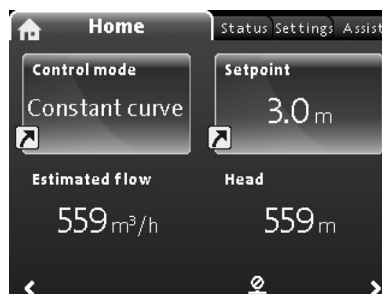 Home Status Settings Assist
Control mode Setpoint
Constant curve 3.0 m
Estimated flow Head
559 m³/h 559 m